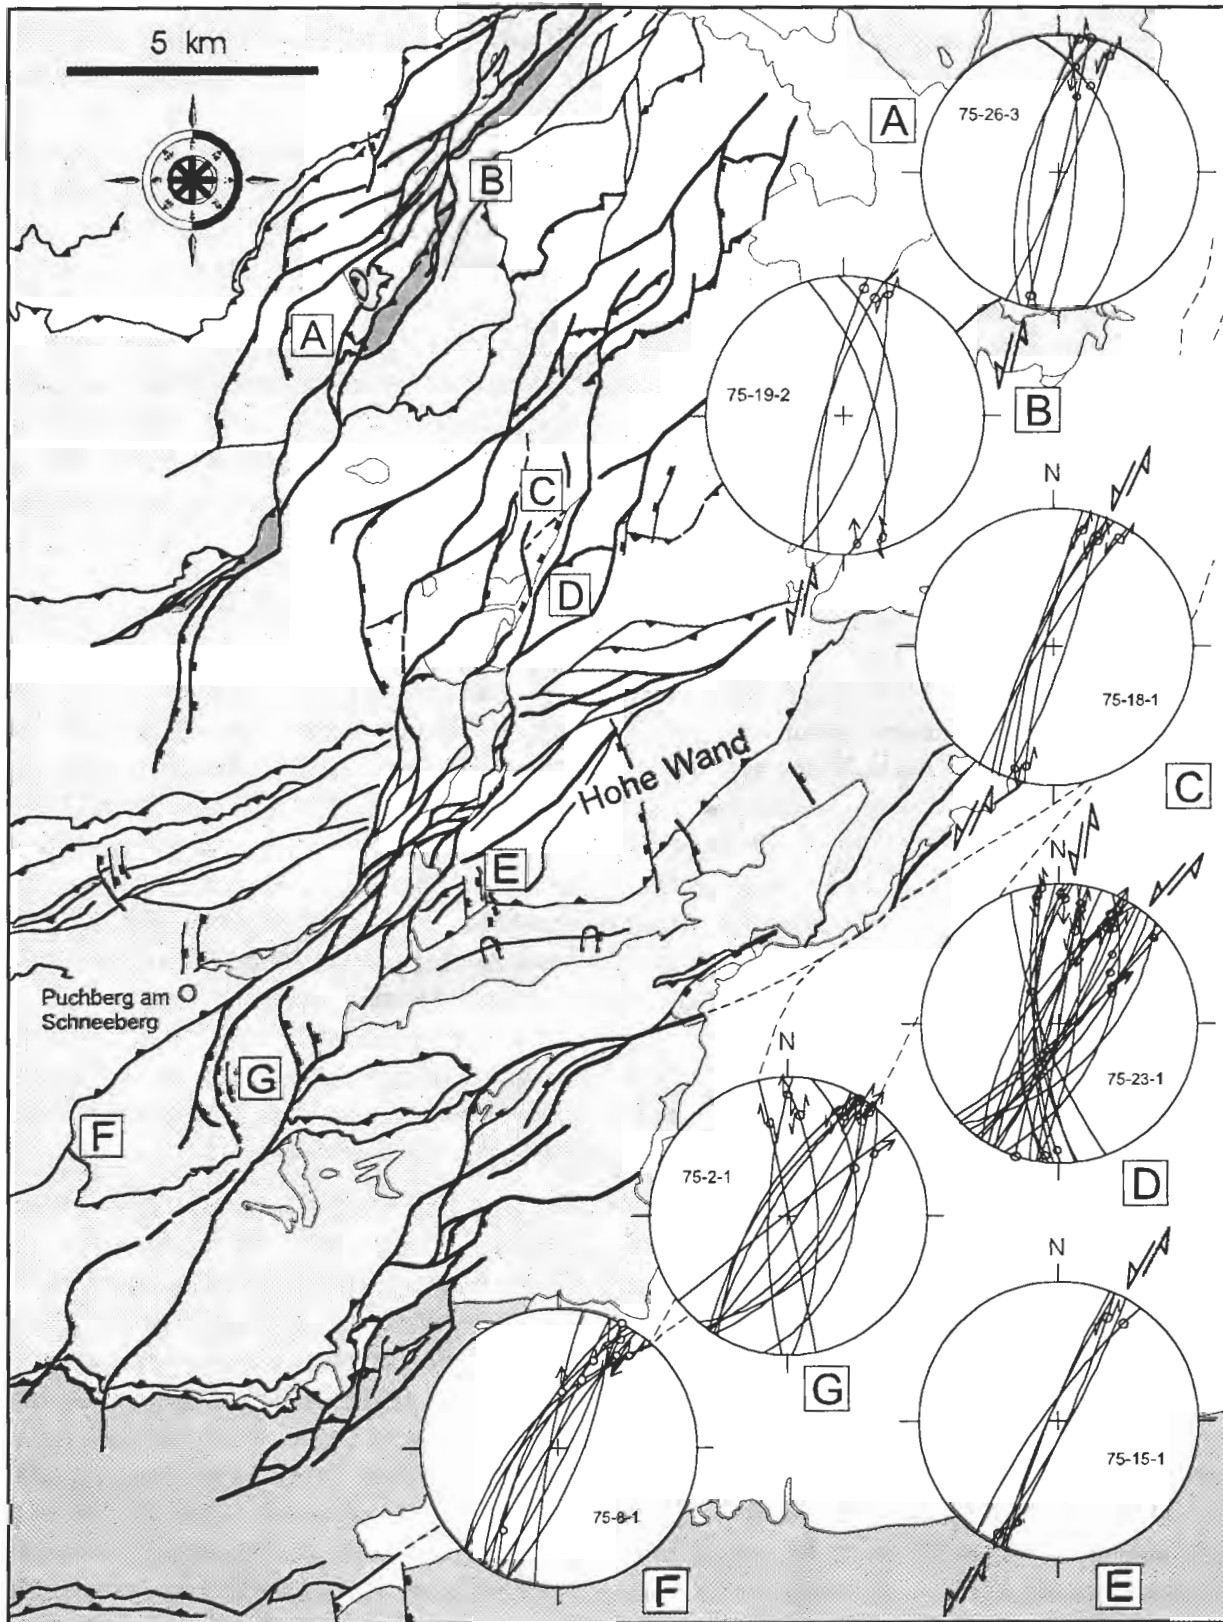 5 km
A
75-26-3
B
A
75-19-2
B
C
N
75-18-1
C
D
Hohe Wand
E
N
75-23-1
D
Puchberg am
Schneeberg
G
F
N
75-2-1
G
N
75-15-1
E
75-8-1
F